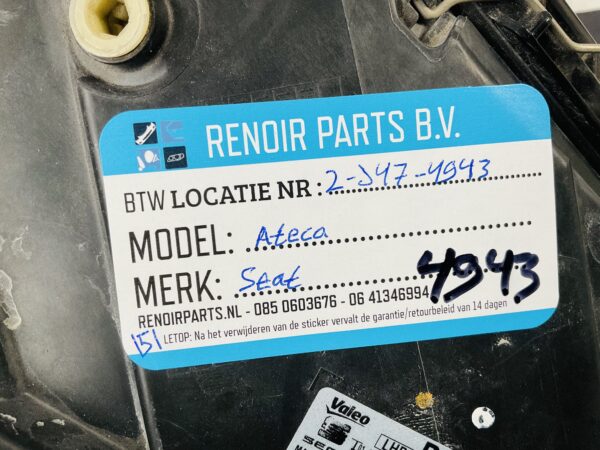 RENOIR PARTS B.V.
BTW LOCATIE NR: 2-J47-4943
MODEL: Ateca
MERK: Seat
4943
RENOIRPARTS.NL - 085 0603676 - 06 41346994
151 LETOP: Na het verwijderen van de sticker vervalt de garantie/retourbeleid van 14 dagen
Valeo